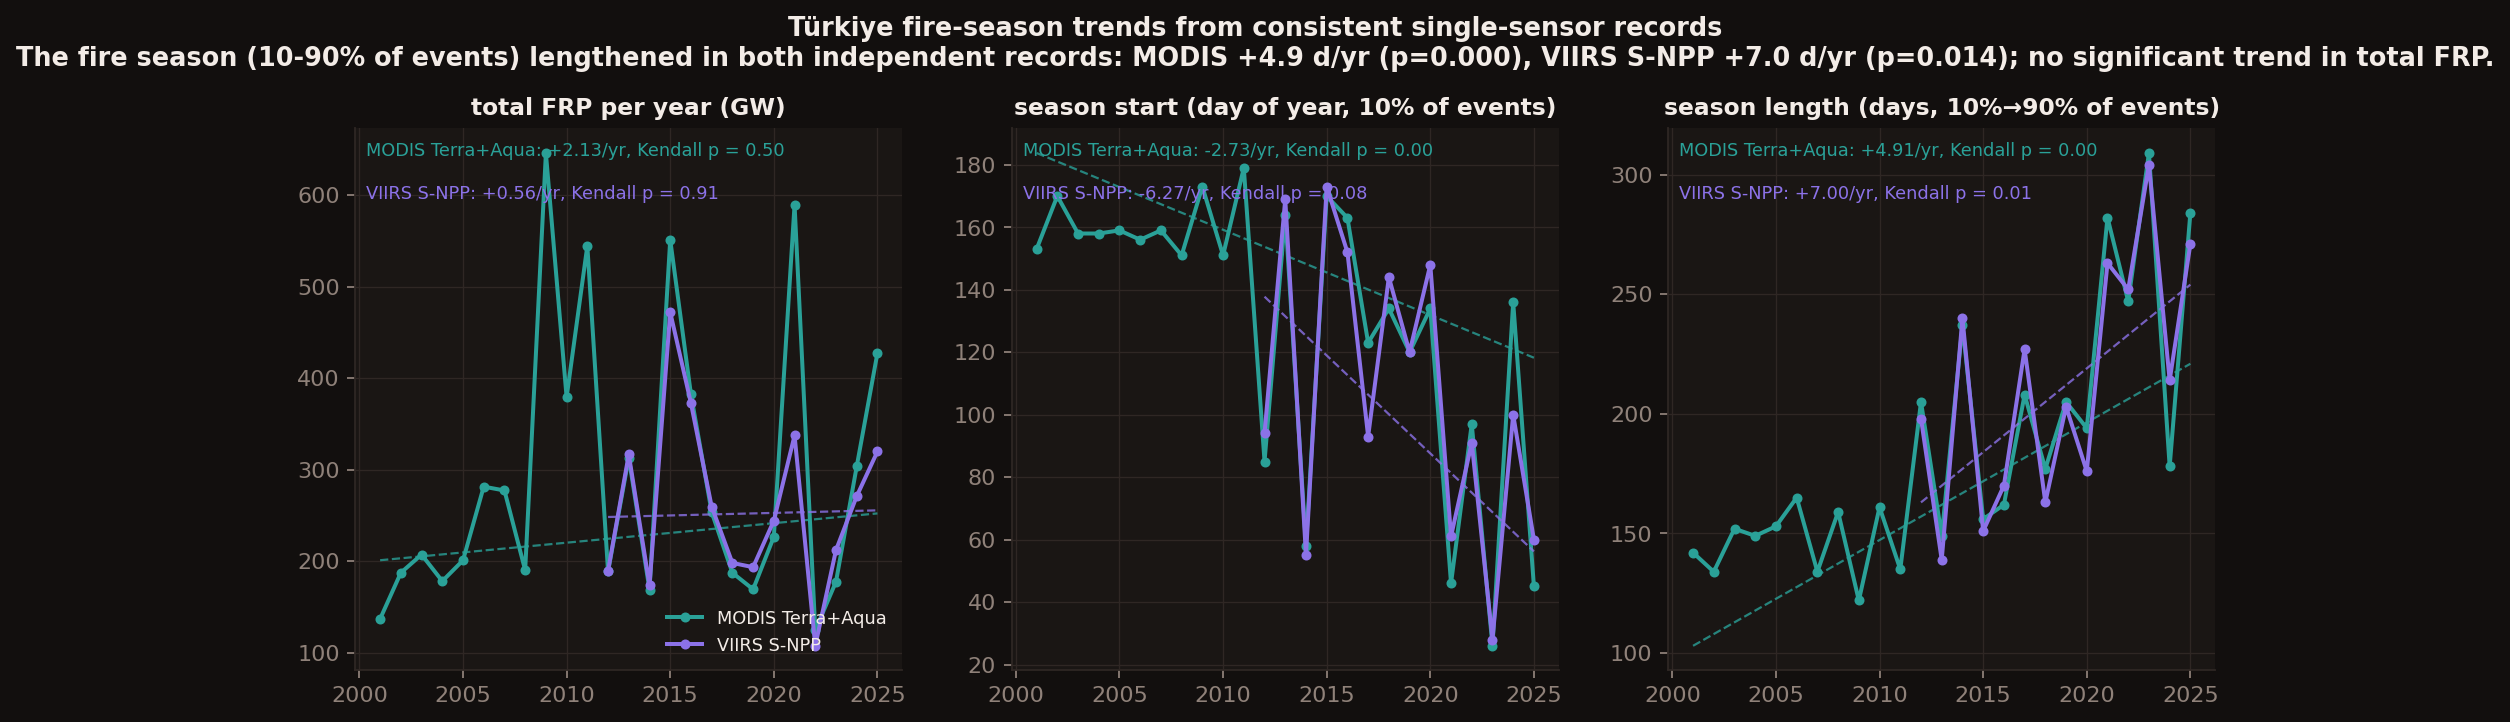 Türkiye fire-season trends from consistent single-sensor records
The fire season (10-90% of events) lengthened in both independent records: MODIS +4.9 d/yr (p=0.000), VIIRS S-NPP +7.0 d/yr (p=0.014); no significant trend in total FRP.
total FRP per year (GW)
MODIS Terra+Aqua: +2.13/yr, Kendall p = 0.50
VIIRS S-NPP: +0.56/yr, Kendall p = 0.91
600
500
400
300
200
100
MODIS Terra+Aqua
VIIRS S-NPP
2000 2005 2010 2015 2020 2025
season start (day of year, 10% of events)
MODIS Terra+Aqua: -2.73/yr, Kendall p = 0.00
VIIRS S-NPP: -6.27/yr, Kendall p = 0.08
180
160
140
120
100
80
60
40
20
2000 2005 2010 2015 2020 2025
season length (days, 10%→90% of events)
MODIS Terra+Aqua: +4.91/yr, Kendall p = 0.00
VIIRS S-NPP: +7.00/yr, Kendall p = 0.01
300
250
200
150
100
2000 2005 2010 2015 2020 2025